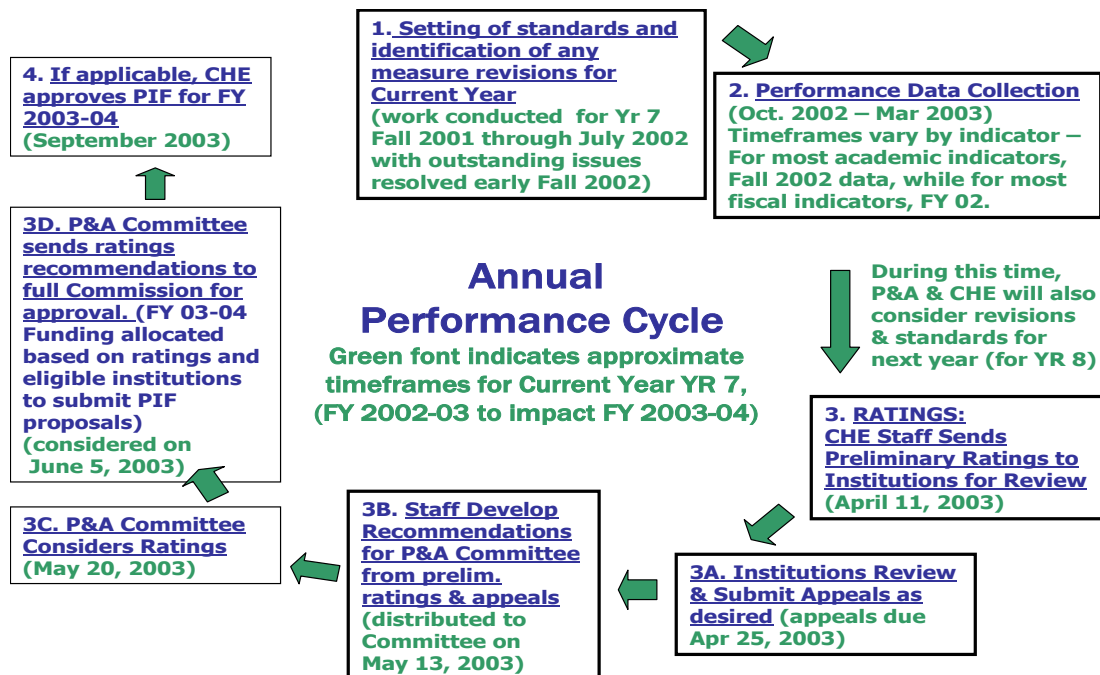 1. Setting of standards and
identification of any
measure revisions for
Current Year
(work conducted for Yr 7
Fall 2001 through July 2002
with outstanding issues
resolved early Fall 2002)
2. Performance Data Collection
(Oct. 2002 – Mar 2003)
Timeframes vary by indicator –
For most academic indicators,
Fall 2002 data, while for most
fiscal indicators, FY 02.
During this time,
P&A & CHE will also
consider revisions
& standards for
next year (for YR 8)
3. RATINGS:
CHE Staff Sends
Preliminary Ratings to
Institutions for Review
(April 11, 2003)
3A. Institutions Review
& Submit Appeals as
desired (appeals due
Apr 25, 2003)
3B. Staff Develop
Recommendations
for P&A Committee
from prelim.
ratings & appeals
(distributed to
Committee on
May 13, 2003)
3C. P&A Committee
Considers Ratings
(May 20, 2003)
3D. P&A Committee
sends ratings
recommendations to
full Commission for
approval. (FY 03-04
Funding allocated
based on ratings and
eligible institutions
to submit PIF
proposals)
(considered on
June 5, 2003)
4. If applicable, CHE
approves PIF for FY
2003-04
(September 2003)
Annual
Performance Cycle
Green font indicates approximate
timeframes for Current Year YR 7,
(FY 2002-03 to impact FY 2003-04)